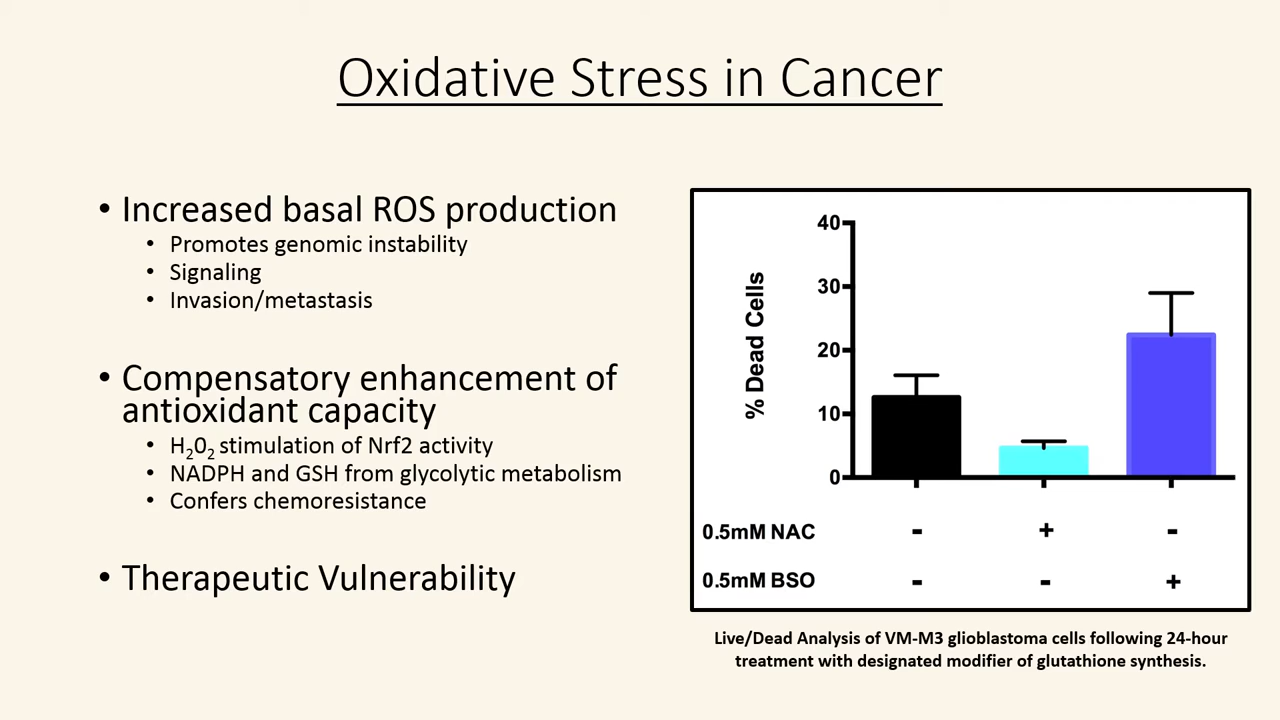 Oxidative Stress in Cancer
• Increased basal ROS production
• Promotes genomic instability
• Signaling
• Invasion/metastasis
• Compensatory enhancement of
antioxidant capacity
• H₂0₂ stimulation of Nrf2 activity
• NADPH and GSH from glycolytic metabolism
• Confers chemoresistance
• Therapeutic Vulnerability
% Dead Cells
40
30
20
10
0
0.5mM NAC - + -
0.5mM BSO - - +
Live/Dead Analysis of VM-M3 glioblastoma cells following 24-hour
treatment with designated modifier of glutathione synthesis.